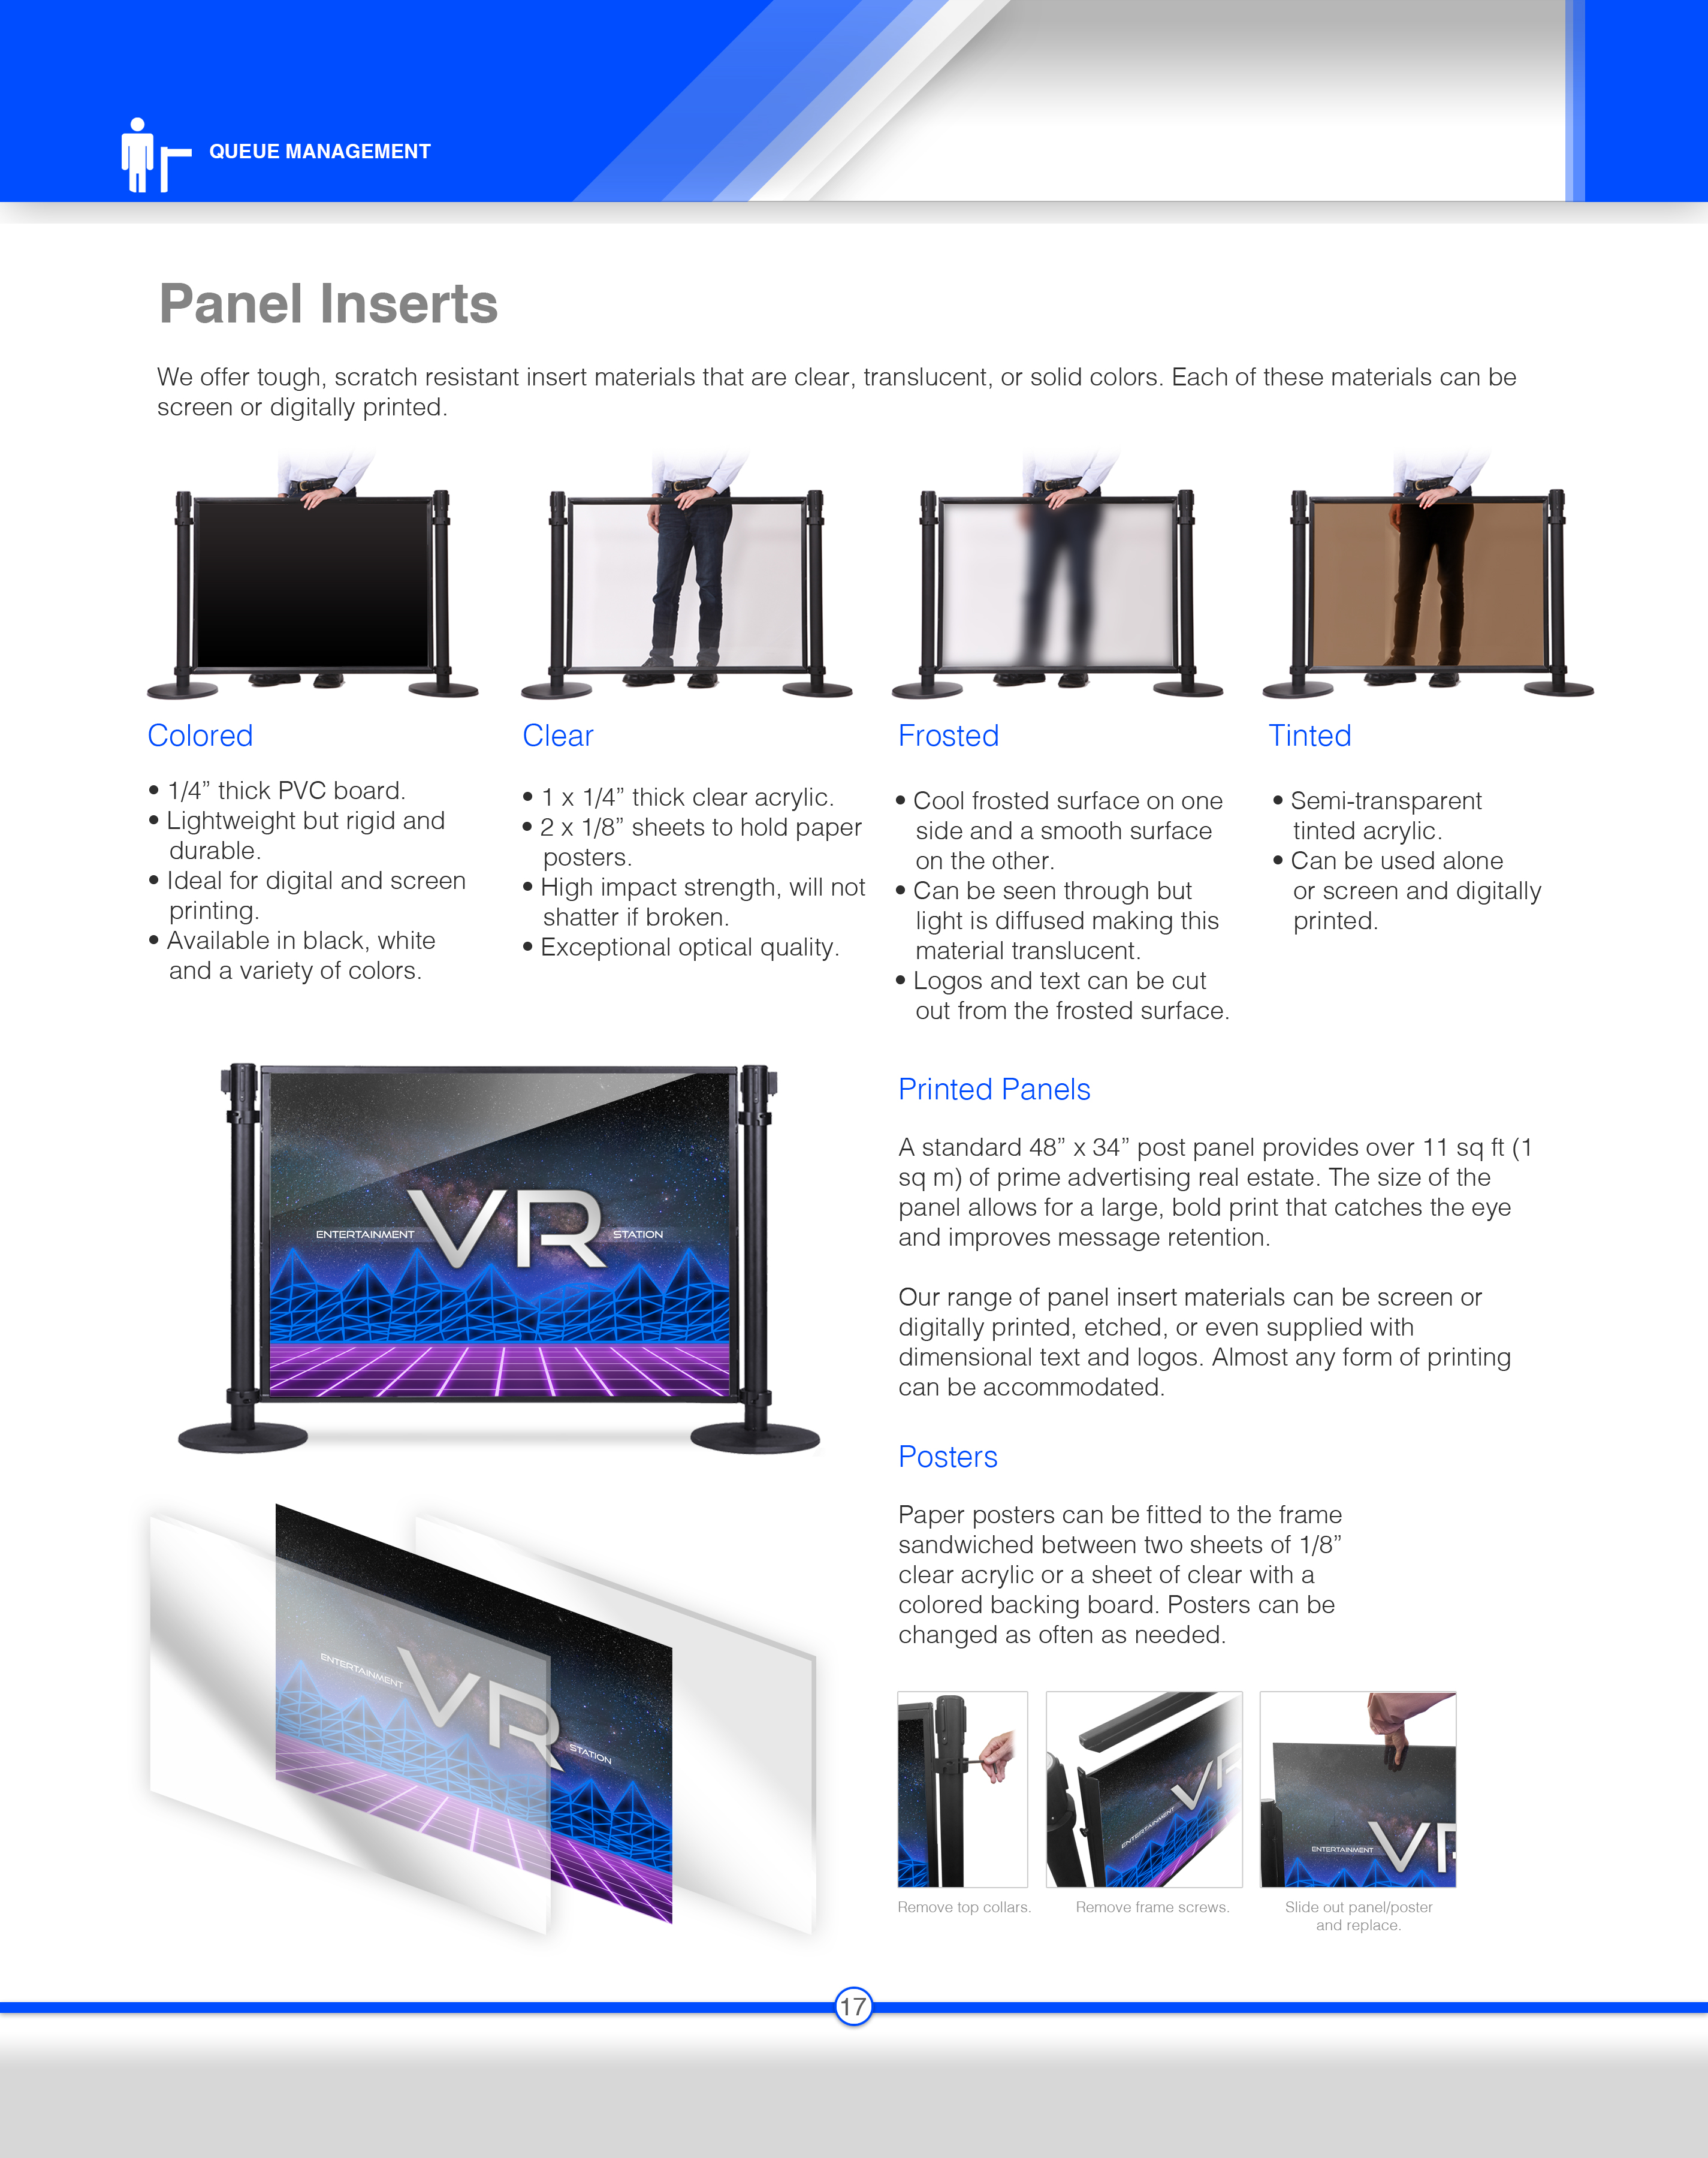 QUEUE MANAGEMENT
Panel Inserts
We offer tough, scratch resistant insert materials that are clear, translucent, or solid colors. Each of these materials can be
screen or digitally printed.
Colored
• 1/4” thick PVC board.
• Lightweight but rigid and
durable.
• Ideal for digital and screen
printing.
• Available in black, white
and a variety of colors.
Clear
• 1 x 1/4” thick clear acrylic.
• 2 x 1/8” sheets to hold paper
posters.
• High impact strength, will not
shatter if broken.
• Exceptional optical quality.
Frosted
• Cool frosted surface on one
side and a smooth surface
on the other.
• Can be seen through but
light is diffused making this
material translucent.
• Logos and text can be cut
out from the frosted surface.
Tinted
• Semi-transparent
tinted acrylic.
• Can be used alone
or screen and digitally
printed.
ENTERTAINMENT VR STATION
Printed Panels
A standard 48” x 34” post panel provides over 11 sq ft (1
sq m) of prime advertising real estate. The size of the
panel allows for a large, bold print that catches the eye
and improves message retention.
Our range of panel insert materials can be screen or
digitally printed, etched, or even supplied with
dimensional text and logos. Almost any form of printing
can be accommodated.
Posters
Paper posters can be fitted to the frame
sandwiched between two sheets of 1/8”
clear acrylic or a sheet of clear with a
colored backing board. Posters can be
changed as often as needed.
ENTERTAINMENT VR STATION
ENTERTAINMENT VR
ENTERTAINMENT VR
Remove top collars.
Remove frame screws.
Slide out panel/poster
and replace.
17